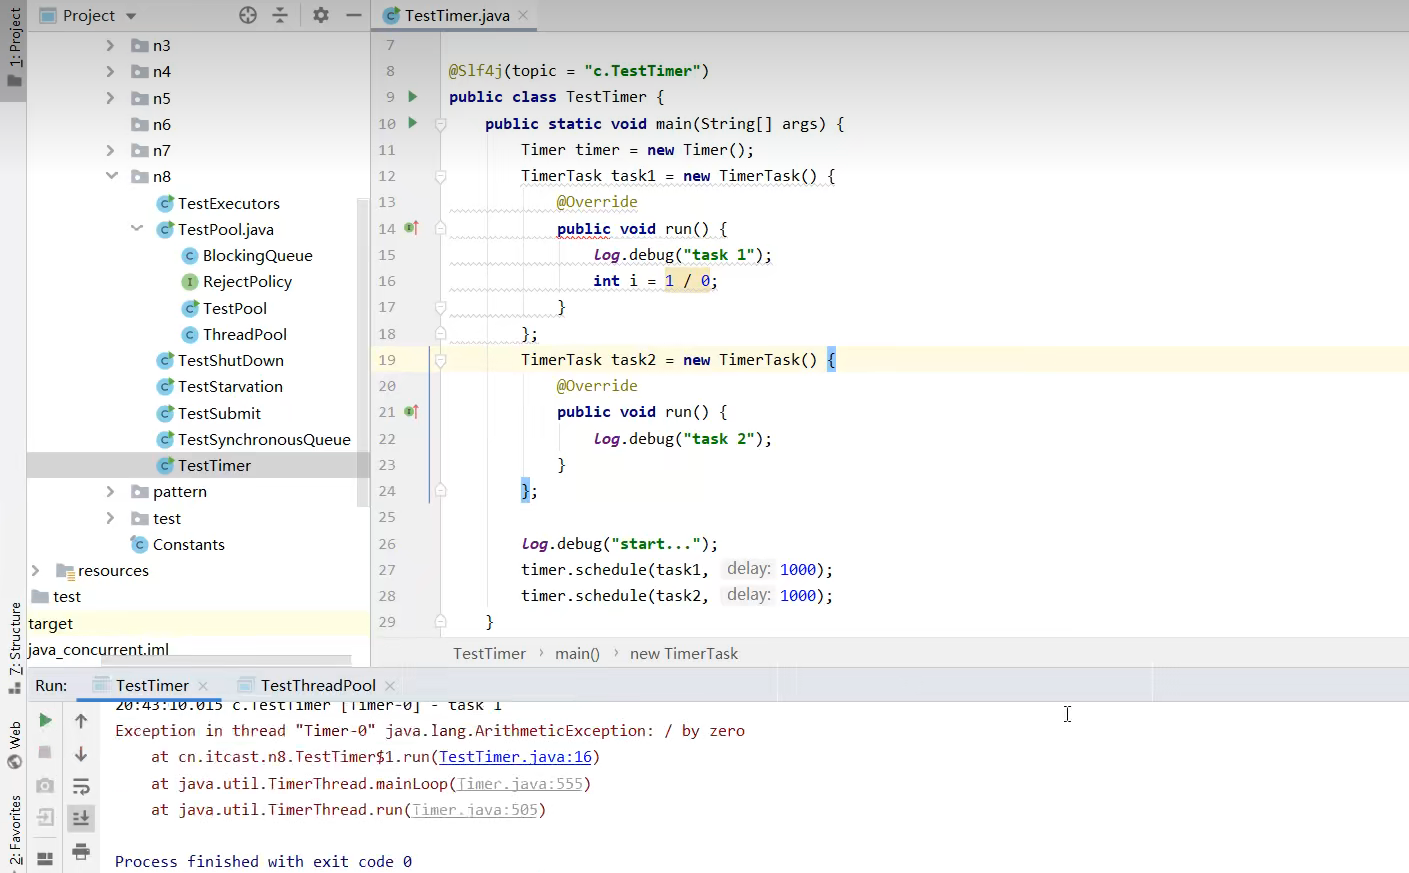 1: Project
Project
n3
n4
n5
n6
n7
n8
TestExecutors
TestPool.java
BlockingQueue
RejectPolicy
TestPool
ThreadPool
TestShutDown
TestStarvation
TestSubmit
TestSynchronousQueue
TestTimer
pattern
test
Constants
resources
test
target
java_concurrent.iml
TestTimer.java
7
8 @Slf4j(topic = "c.TestTimer")
9 public class TestTimer {
10 public static void main(String[] args) {
11 Timer timer = new Timer();
12 TimerTask task1 = new TimerTask() {
13 @Override
14 public void run() {
15 log.debug("task 1");
16 int i = 1 / 0;
17 }
18 };
19 TimerTask task2 = new TimerTask() {
20 @Override
21 public void run() {
22 log.debug("task 2");
23 }
24 };
25
26 log.debug("start...");
27 timer.schedule(task1, delay: 1000);
28 timer.schedule(task2, delay: 1000);
29 }
TestTimer › main() › new TimerTask
Z: Structure
Web
2: Favorites
Run: TestTimer TestThreadPool
20:43:10.015 c.TestTimer [Timer-0] - task 1
Exception in thread "Timer-0" java.lang.ArithmeticException: / by zero
at cn.itcast.n8.TestTimer$1.run(TestTimer.java:16)
at java.util.TimerThread.mainLoop(Timer.java:555)
at java.util.TimerThread.run(Timer.java:505)
Process finished with exit code 0